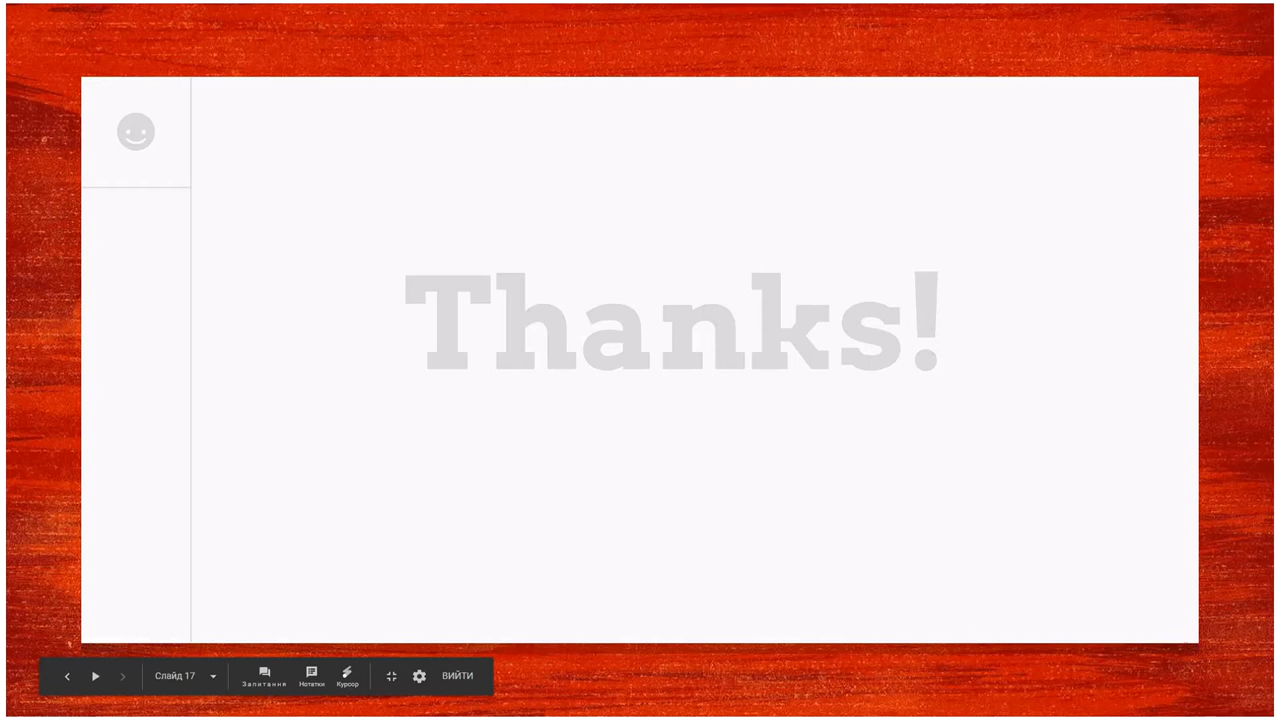 Thanks!
Слайд 17
Запитання
Нотатки
Курсор
ВИЙТИ